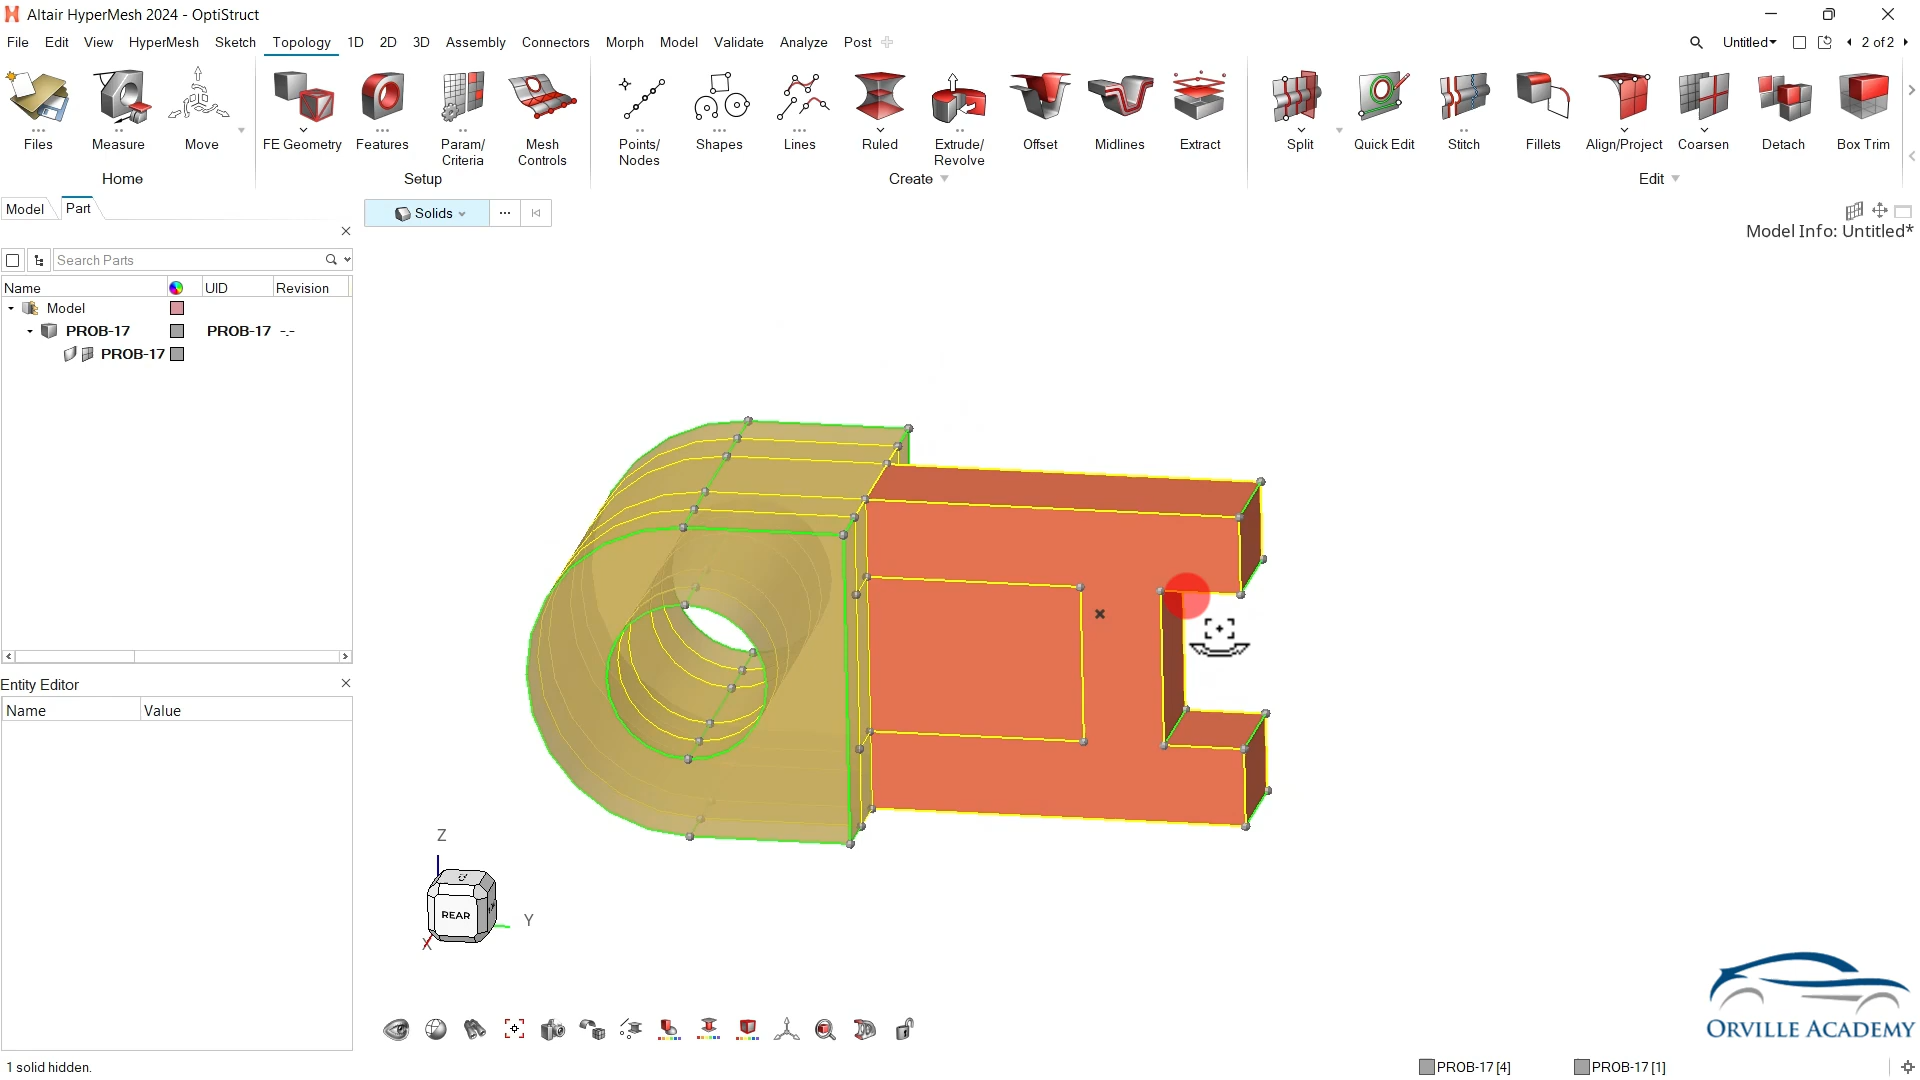 Altair HyperMesh 2024 - OptiStruct
File Edit View HyperMesh Sketch Topology 1D 2D 3D Assembly Connectors Morph Model Validate Analyze Post
Untitled 2 of 2
Files Measure Move FE Geometry Features Param/ Criteria Mesh Controls Points/ Nodes Shapes Lines Ruled Extrude/ Revolve Offset Midlines Extract Split Quick Edit Stitch Fillets Align/Project Coarsen Detach Box Trim
Home Setup Create Edit
Model Part
Solids
Model Info: Untitled*
Search Parts
Name UID Revision
Model
PROB-17 PROB-17 -.-
PROB-17
Entity Editor
Name Value
Z
REAR
Y
X
ORVILLE ACADEMY
1 solid hidden.
PROB-17 [4] PROB-17 [1]